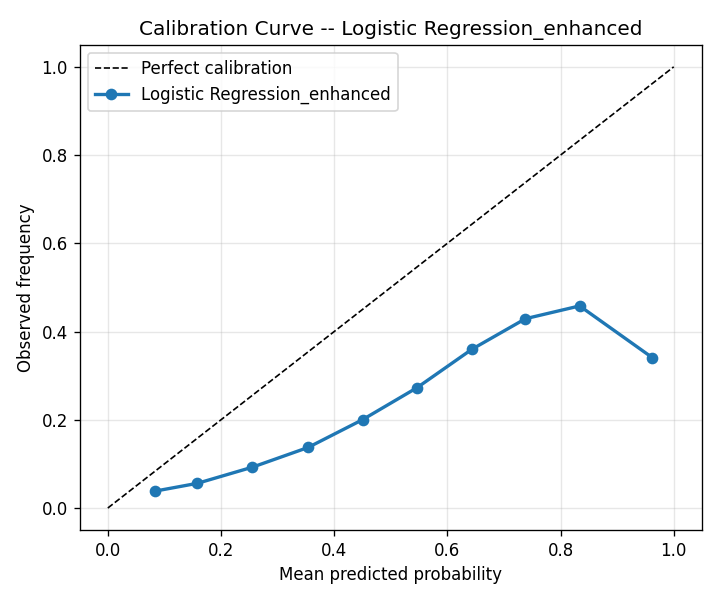 Calibration Curve -- Logistic Regression_enhanced
Perfect calibration
Logistic Regression_enhanced
1.0
0.8
0.6
0.4
0.2
0.0
Observed frequency
0.0 0.2 0.4 0.6 0.8 1.0
Mean predicted probability